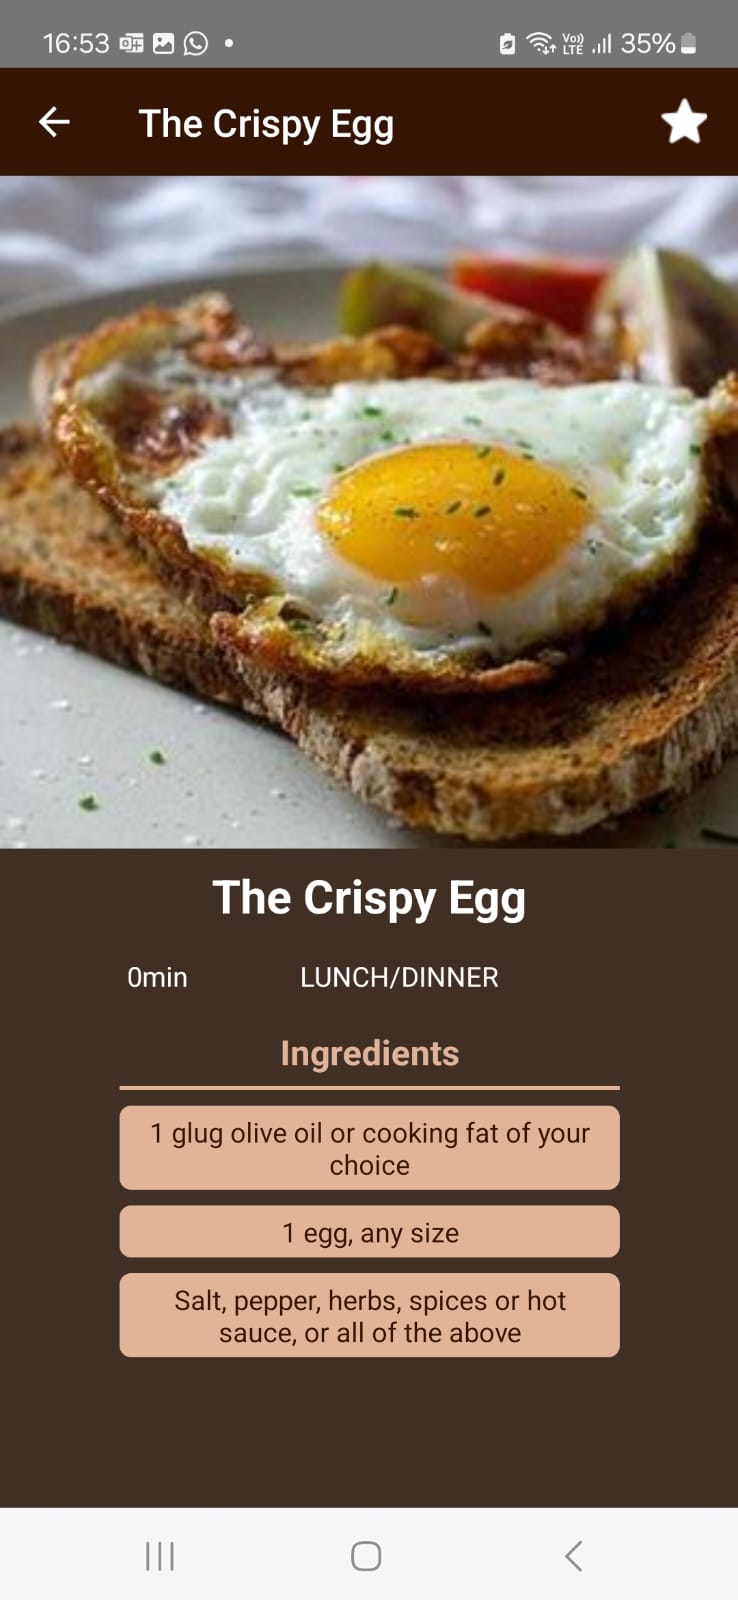 16:53
Vo))
LTE
35%
The Crispy Egg
The Crispy Egg
0min LUNCH/DINNER
Ingredients
1 glug olive oil or cooking fat of your
choice
1 egg, any size
Salt, pepper, herbs, spices or hot
sauce, or all of the above